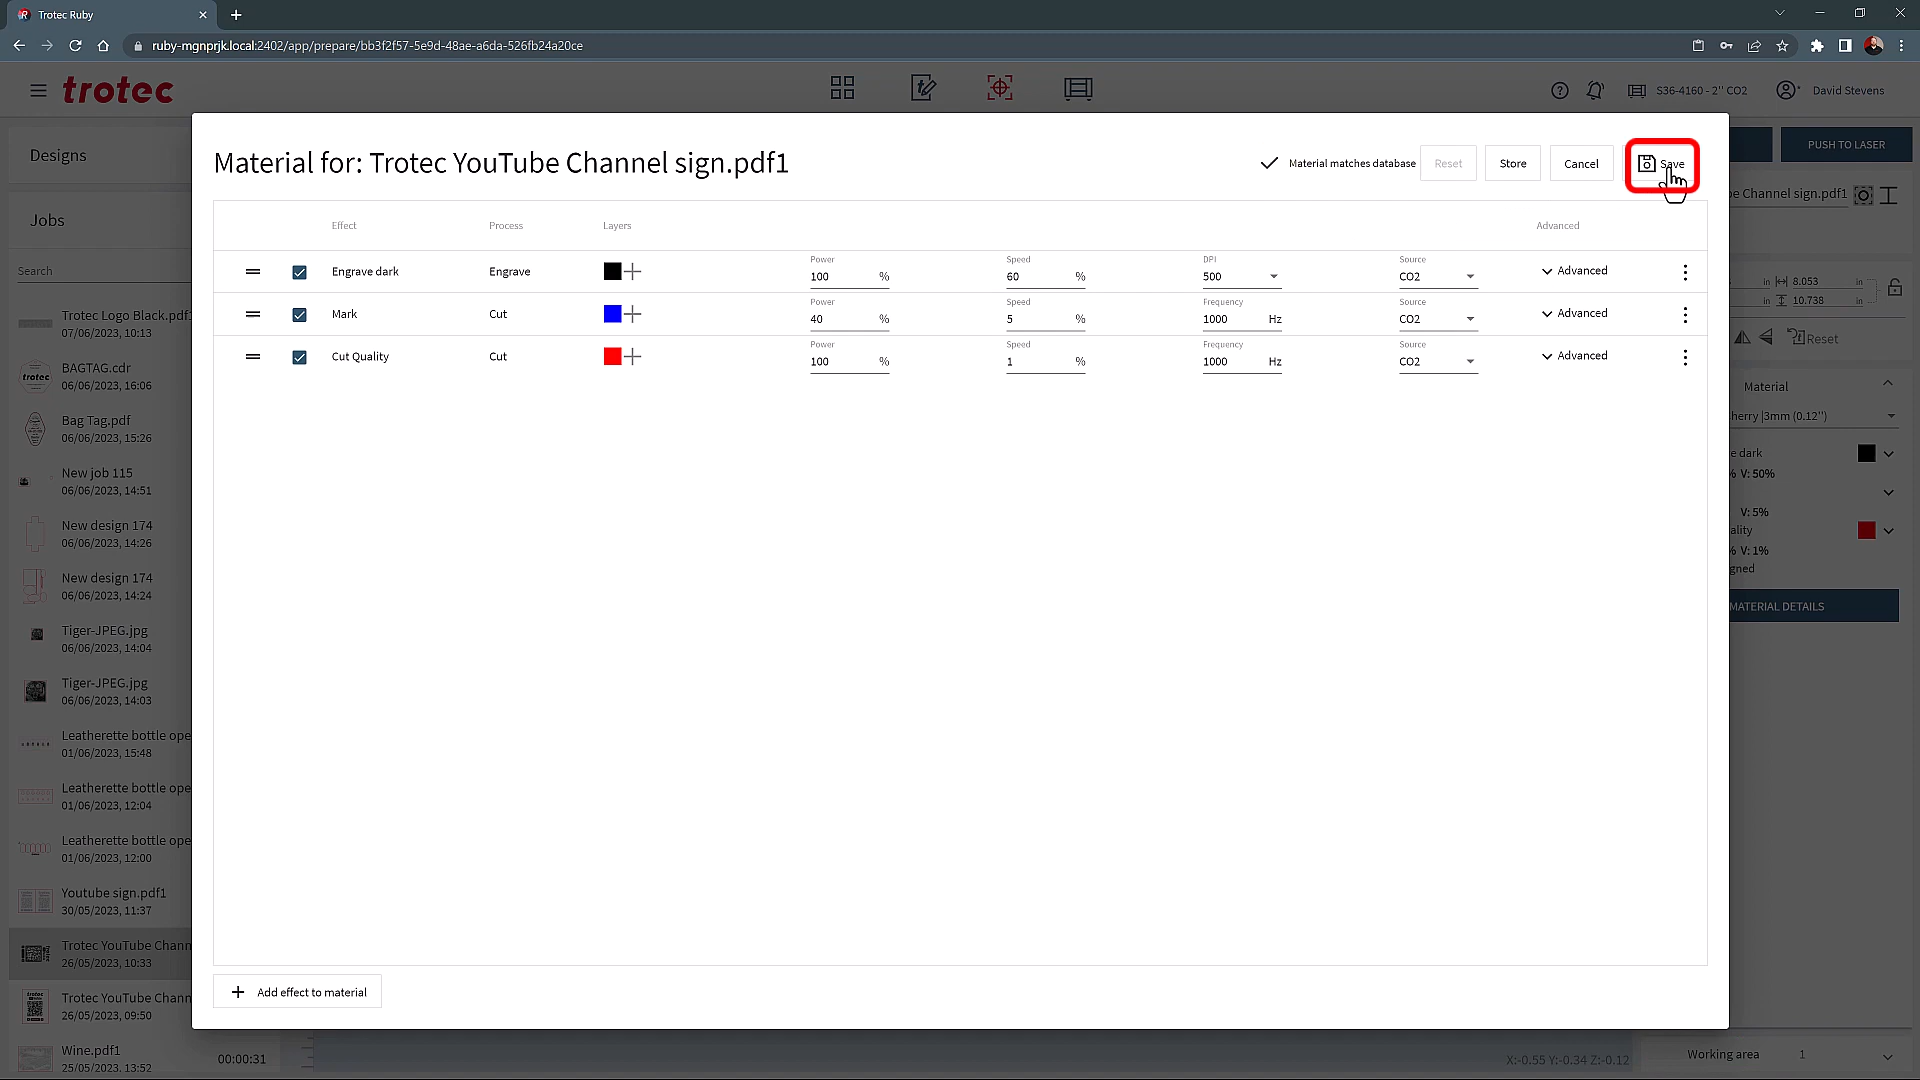 Trotec Ruby
ruby-mgnprjk.local:2402/app/prepare/bb3f2f57-5e9d-48ae-a6da-526fb24a20ce
trotec
S36-4160 - 2'' CO2
David Stevens
Designs
PUSH TO LASER
Material for: Trotec YouTube Channel sign.pdf1
Material matches database
Reset
Store
Cancel
Save
be Channel sign.pdf1
Jobs
Effect
Process
Layers
Advanced
Search
Engrave dark
Engrave
Power
100 %
Speed
60 %
DPI
500
Source
CO2
Advanced
Mark
Cut
Power
40 %
Speed
5 %
Frequency
1000 Hz
Source
CO2
Advanced
Cut Quality
Cut
Power
100 %
Speed
1 %
Frequency
1000 Hz
Source
CO2
Advanced
in 8.053 in
in 10.738 in
Reset
Material
herry |3mm (0.12'')
e dark
% V: 50%
V: 5%
ality
% V: 1%
gned
MATERIAL DETAILS
Trotec Logo Black.pdf
07/06/2023, 10:13
BAGTAG.cdr
06/06/2023, 16:06
Bag Tag.pdf
06/06/2023, 15:26
New job 115
06/06/2023, 14:51
New design 174
06/06/2023, 14:26
New design 174
06/06/2023, 14:24
Tiger-JPEG.jpg
06/06/2023, 14:04
Tiger-JPEG.jpg
06/06/2023, 14:03
Leatherette bottle ope
01/06/2023, 15:48
Leatherette bottle ope
01/06/2023, 12:04
Leatherette bottle ope
01/06/2023, 12:00
Youtube sign.pdf1
30/05/2023, 11:37
Trotec YouTube Chann
26/05/2023, 10:33
Trotec YouTube Chann
26/05/2023, 09:50
Wine.pdf1
25/05/2023, 13:52
Add effect to material
00:00:31
X:-0.55 Y:-0.34 Z:-0.12
Working area 1